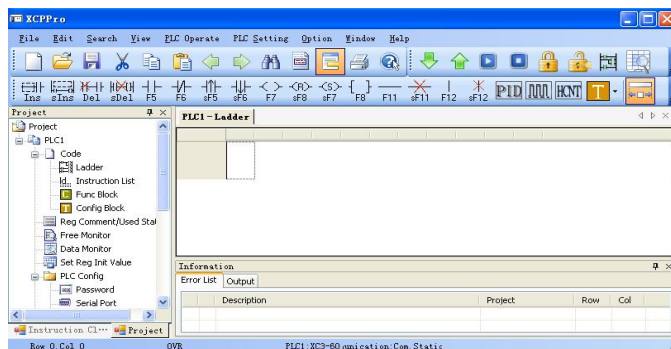 XCPPro
File Edit Search View PLC Operate PLC Setting Option Window Help
Ins sIns Del sDel F5 F6 sF5 sF6 F7 sF8 sF7 F8 F11 sF11 F12 sF12 PID HCNT T
Project
PLC1-Ladder
Project
PLC1
Code
Ladder
Instruction List
Func Block
Config Block
Reg Comment/Used Stat
Free Monitor
Data Monitor
Set Reg Init Value
PLC Config
Password
Serial Port
Information
Error List Output
Description Project Row Col
Instruction Cl... Project
Row 0,Col 0 OVR PLC1:XC3-60 unication:Com,Static